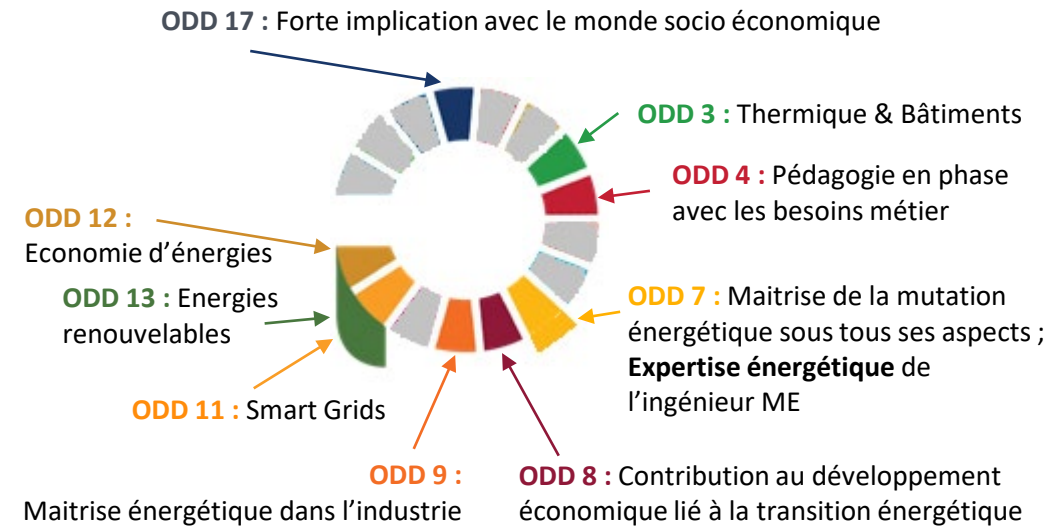 ODD 17 : Forte implication avec le monde socio économique
ODD 3 : Thermique & Bâtiments
ODD 4 : Pédagogie en phase
avec les besoins métier
ODD 12 :
Economie d’énergies
ODD 13 : Energies
renouvelables
ODD 7 : Maitrise de la mutation
énergétique sous tous ses aspects ;
Expertise énergétique de
l’ingénieur ME
ODD 11 : Smart Grids
ODD 9 :
Maitrise énergétique dans l’industrie
ODD 8 : Contribution au développement
économique lié à la transition énergétique